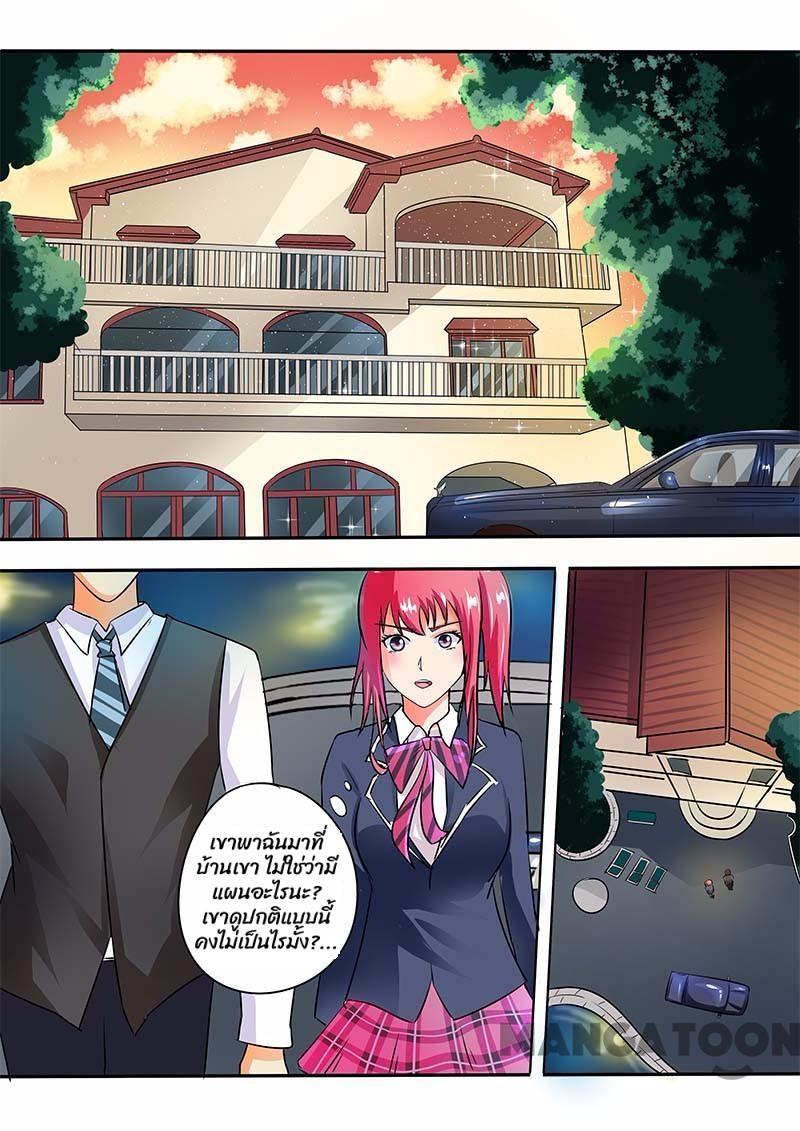 เขาพาฉันมาที่
บ้านเขา ไม่ใช่ว่ามี
แผนอะไรนะ?
เขาดูปกติแบบนี้
คงไม่เป็นไรมั้ง?...
MANGATOON